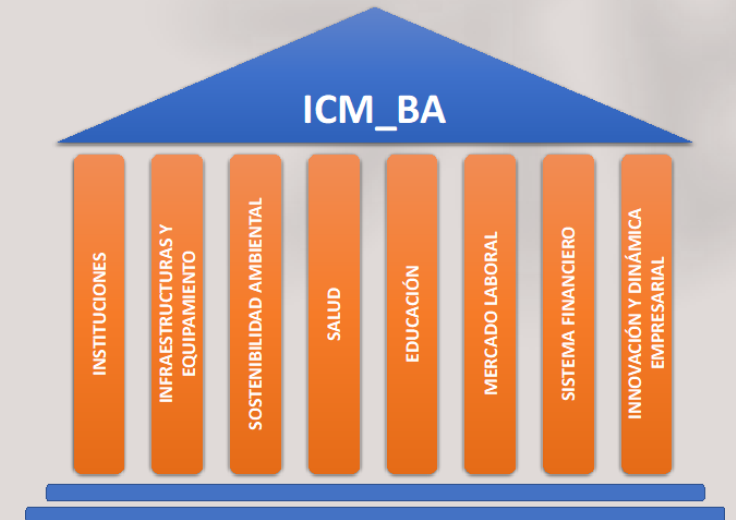 ICM_BA
INSTITUCIONES
INFRAESTRUCTURAS Y
EQUIPAMIENTO
SOSTENIBILIDAD AMBIENTAL
SALUD
EDUCACIÓN
MERCADO LABORAL
SISTEMA FINANCIERO
INNOVACIÓN Y DINÁMICA
EMPRESARIAL